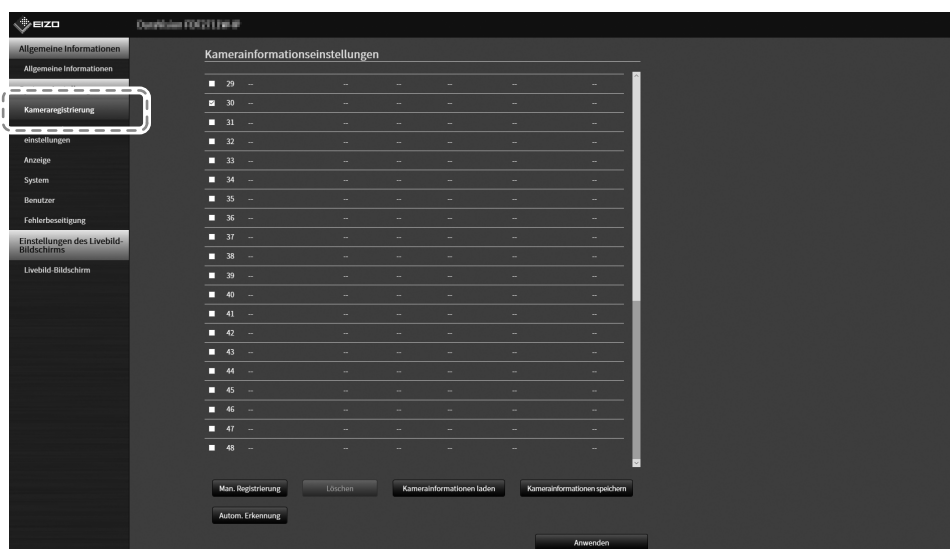 EIZO
Allgemeine Informationen
Allgemeine Informationen
Kameraregistrierung
einstellungen
Anzeige
System
Benutzer
Fehlerbeseitigung
Einstellungen des Livebild-
Bildschirms
Livebild-Bildschirm
Kamerainformationseinstellungen
29 -- -- -- -- -- --
30 -- -- -- -- -- --
31 -- -- -- -- -- --
32 -- -- -- -- -- --
33 -- -- -- -- -- --
34 -- -- -- -- -- --
35 -- -- -- -- -- --
36 -- -- -- -- -- --
37 -- -- -- -- -- --
38 -- -- -- -- -- --
39 -- -- -- -- -- --
40 -- -- -- -- -- --
41 -- -- -- -- -- --
42 -- -- -- -- -- --
43 -- -- -- -- -- --
44 -- -- -- -- -- --
45 -- -- -- -- -- --
46 -- -- -- -- -- --
47 -- -- -- -- -- --
48 -- -- -- -- -- --
Man. Registrierung Löschen Kamerainformationen laden Kamerainformationen speichern
Autom. Erkennung
Anwenden